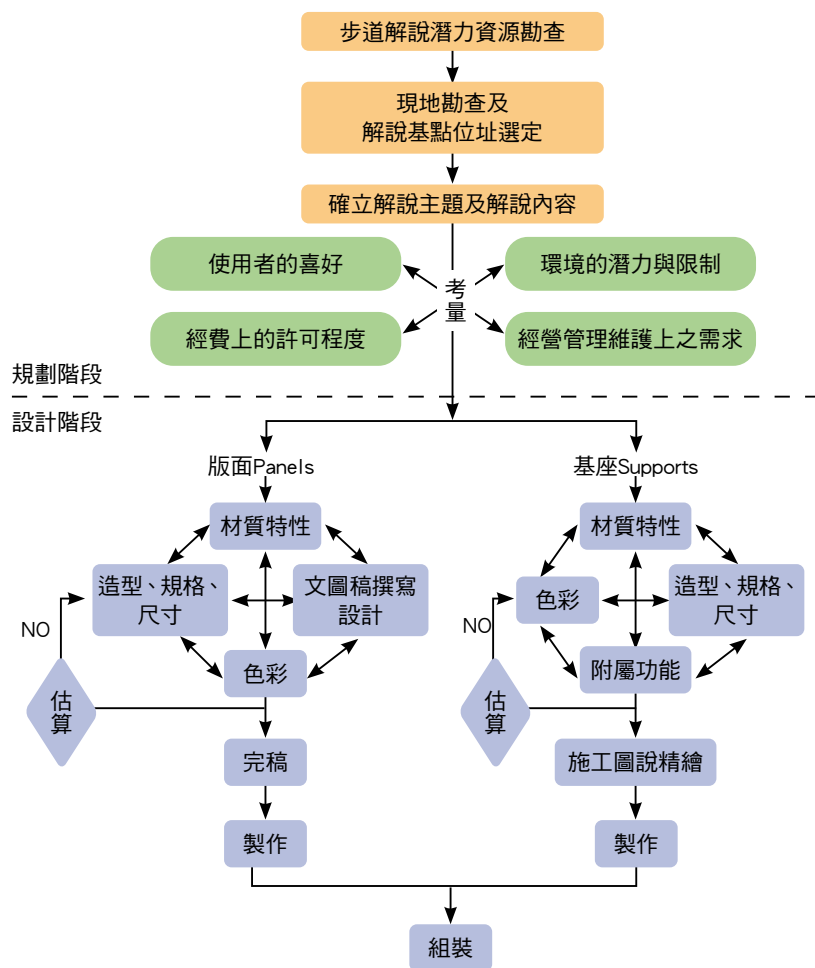 步道解說潛力資源勘查
現地勘查及
解說基點位址選定
確立解說主題及解說內容
使用者的喜好
環境的潛力與限制
考量
經費上的許可程度
經營管理維護上之需求
規劃階段
設計階段
版面Panels
基座Supports
材質特性
材質特性
造型、規格、
尺寸
文圖稿撰寫
設計
色彩
造型、規格、
尺寸
NO
NO
色彩
附屬功能
估算
估算
完稿
施工圖說精繪
製作
製作
組裝